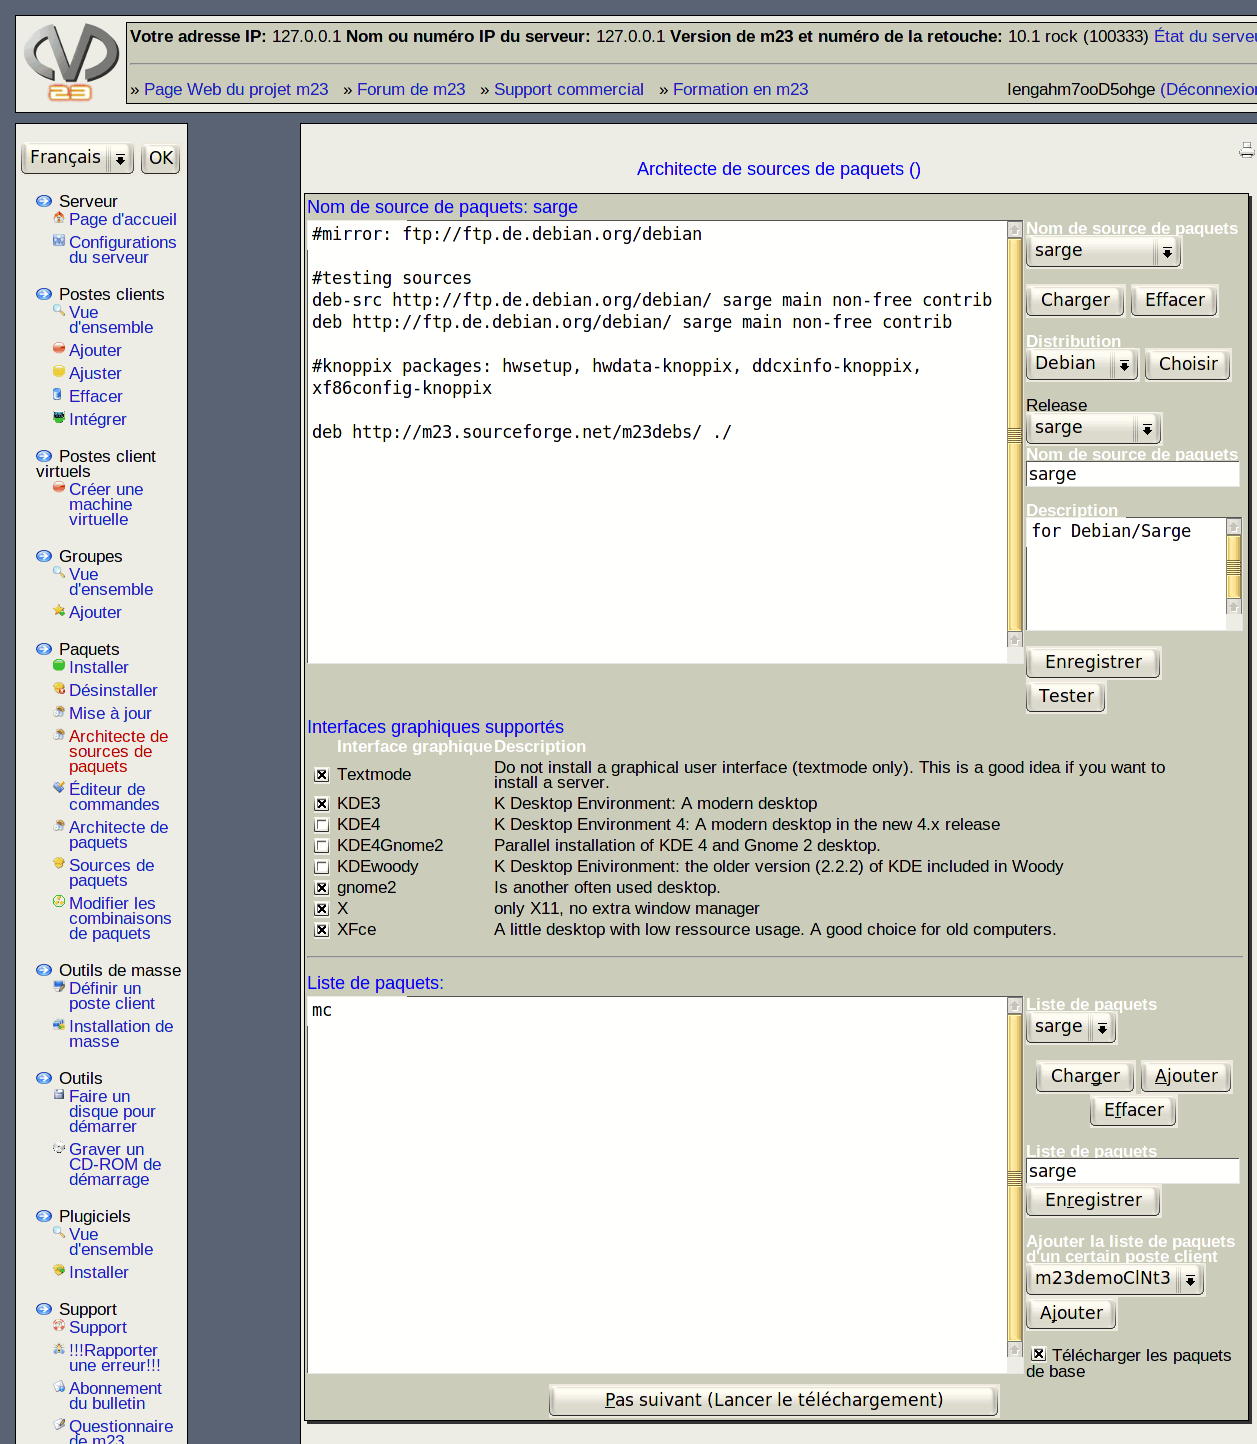 Votre adresse IP: 127.0.0.1 Nom ou numéro IP du serveur: 127.0.0.1 Version de m23 et numéro de la retouche: 10.1 rock (100333) État du serveu
» Page Web du projet m23 » Forum de m23 » Support commercial » Formation en m23
Iengahm7ooD5ohge (Déconnexion
23
Français
OK
Serveur
Page d'accueil
Configurations
du serveur
Postes clients
Vue
d'ensemble
Ajouter
Ajuster
Effacer
Intégrer
Postes client
virtuels
Créer une
machine
virtuelle
Groupes
Vue
d'ensemble
Ajouter
Paquets
Installer
Désinstaller
Mise à jour
Architecte de
sources de
paquets
Éditeur de
commandes
Architecte de
paquets
Sources de
paquets
Modifier les
combinaisons
de paquets
Outils de masse
Définir un
poste client
Installation de
masse
Outils
Faire un
disque pour
démarrer
Graver un
CD-ROM de
démarrage
Plugiciels
Vue
d'ensemble
Installer
Support
Support
!!!Rapporter
une erreur!!!
Abonnement
du bulletin
Questionnaire
de m23
Architecte de sources de paquets ()
Nom de source de paquets: sarge
#mirror: ftp://ftp.de.debian.org/debian
#testing sources
deb-src http://ftp.de.debian.org/debian/ sarge main non-free contrib
deb http://ftp.de.debian.org/debian/ sarge main non-free contrib
#knoppix packages: hwsetup, hwdata-knoppix, ddcxinfo-knoppix,
xf86config-knoppix
deb http://m23.sourceforge.net/m23debs/ ./
Nom de source de paquets
sarge
Charger
Effacer
Distribution
Debian
Choisir
Release
sarge
Nom de source de paquets
sarge
Description
for Debian/Sarge
Enregistrer
Tester
Interfaces graphiques supportés
Interface graphique Description
Textmode Do not install a graphical user interface (textmode only). This is a good idea if you want to
install a server.
KDE3 K Desktop Environment: A modern desktop
KDE4 K Desktop Environment 4: A modern desktop in the new 4.x release
KDE4Gnome2 Parallel installation of KDE 4 and Gnome 2 desktop.
KDEwoody K Desktop Enivironment: the older version (2.2.2) of KDE included in Woody
gnome2 Is another often used desktop.
X only X11, no extra window manager
XFce A little desktop with low ressource usage. A good choice for old computers.
Liste de paquets:
mc
Liste de paquets
sarge
Charger
Ajouter
Effacer
Liste de paquets
sarge
Enregistrer
Ajouter la liste de paquets
d'un certain poste client
m23demoClNt3
Ajouter
Télécharger les paquets
de base
Pas suivant (Lancer le téléchargement)